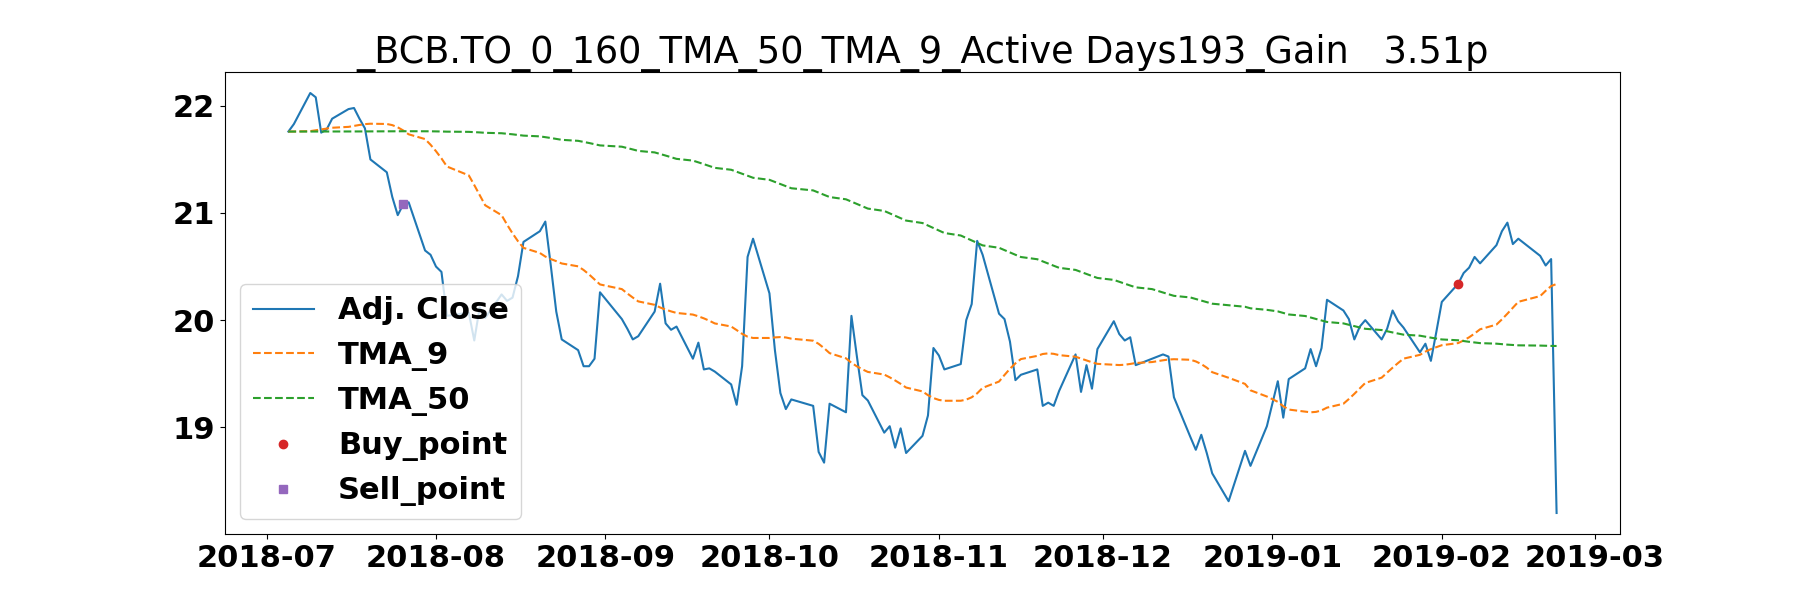 _BCB.TO_0_160_TMA_50_TMA_9_Active Days193_Gain   3.51p
22
21
20
19
Adj. Close
TMA_9
TMA_50
Buy_point
Sell_point
2018-07 2018-08 2018-09 2018-10 2018-11 2018-12 2019-01 2019-02 2019-03